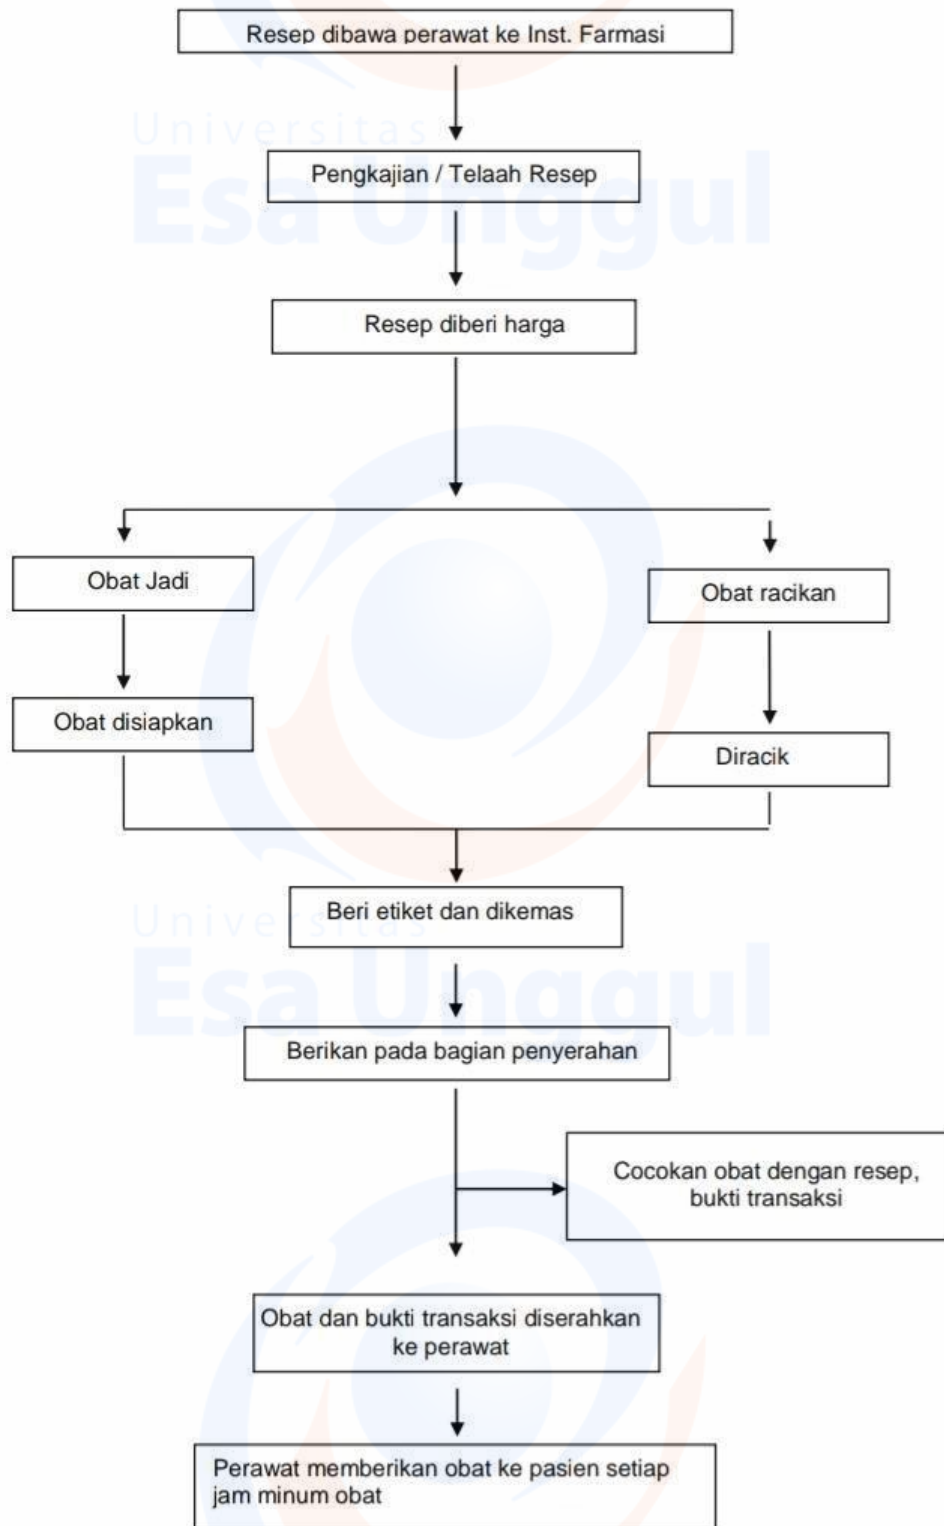 Resep dibawa perawat ke Inst. Farmasi
Universitas
Esa Unggul
Pengkajian / Telaah Resep
Resep diberi harga
Obat Jadi
Obat racikan
Obat disiapkan
Diracik
Beri etiket dan dikemas
Universitas
Esa Unggul
Berikan pada bagian penyerahan
Cocokan obat dengan resep,
bukti transaksi
Obat dan bukti transaksi diserahkan
ke perawat
Perawat memberikan obat ke pasien setiap
jam minum obat